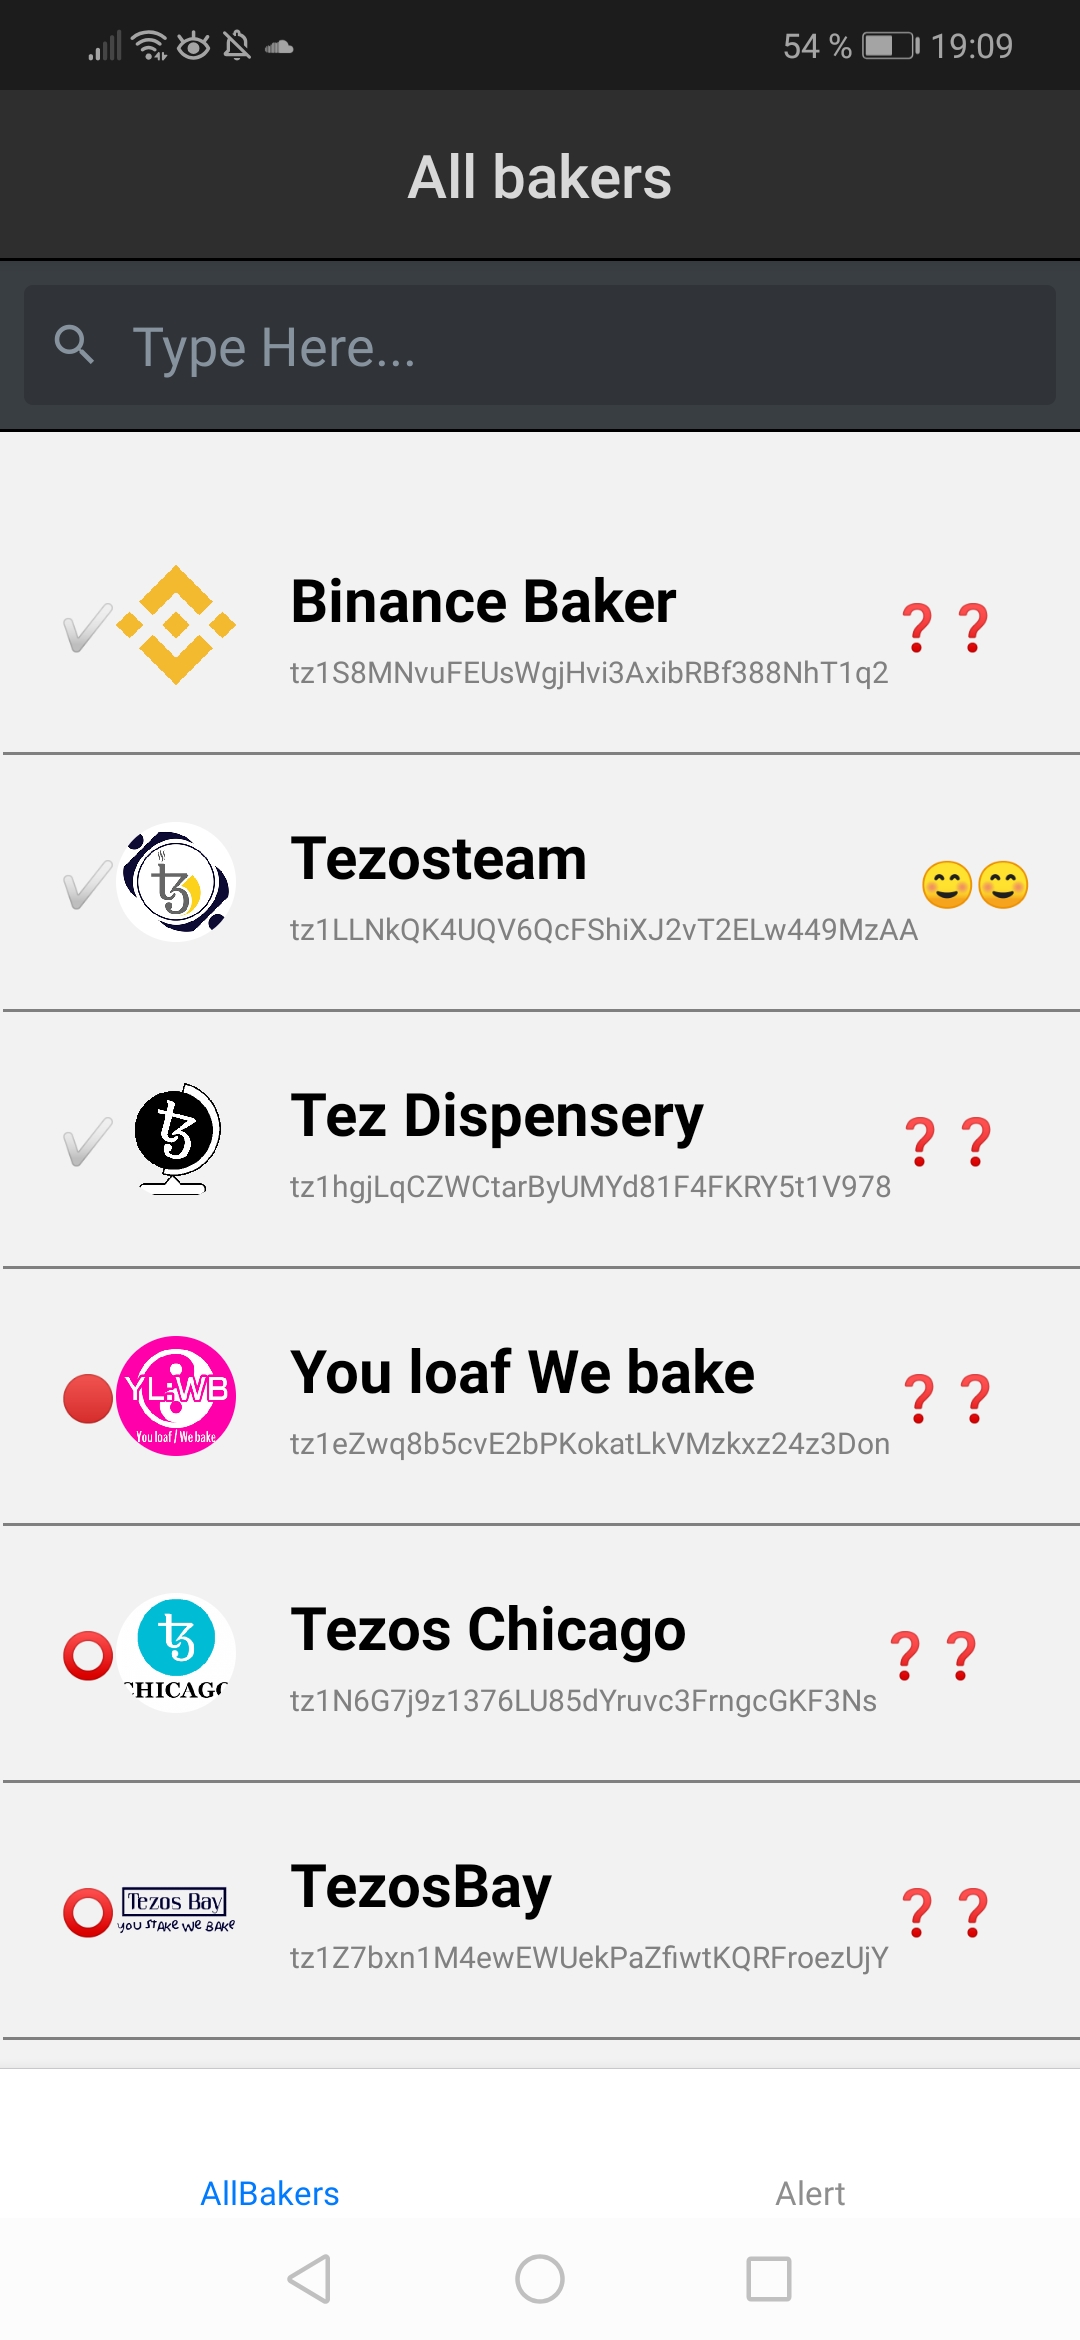 54 % 19:09
All bakers
Type Here...
Binance Baker
tz1S8MNvuFEUsWgjHvi3AxibRBf388NhT1q2
Tezosteam
tz1LLNkQK4UQV6QcFShiXJ2vT2ELw449MzAA
Tez Dispensery
tz1hgjLqCZWCtarByUMYd81F4FKRY5t1V978
YL:WB
You loaf / We bake
You loaf We bake
tz1eZwq8b5cvE2bPKokatLkVMzkxz24z3Don
CHICAGO
Tezos Chicago
tz1N6G7j9z1376LU85dYruvc3FrngcGKF3Ns
Tezos Bay
you stake we bake
TezosBay
tz1Z7bxn1M4ewEWUekPaZfiwtKQRFroezUjY
AllBakers Alert